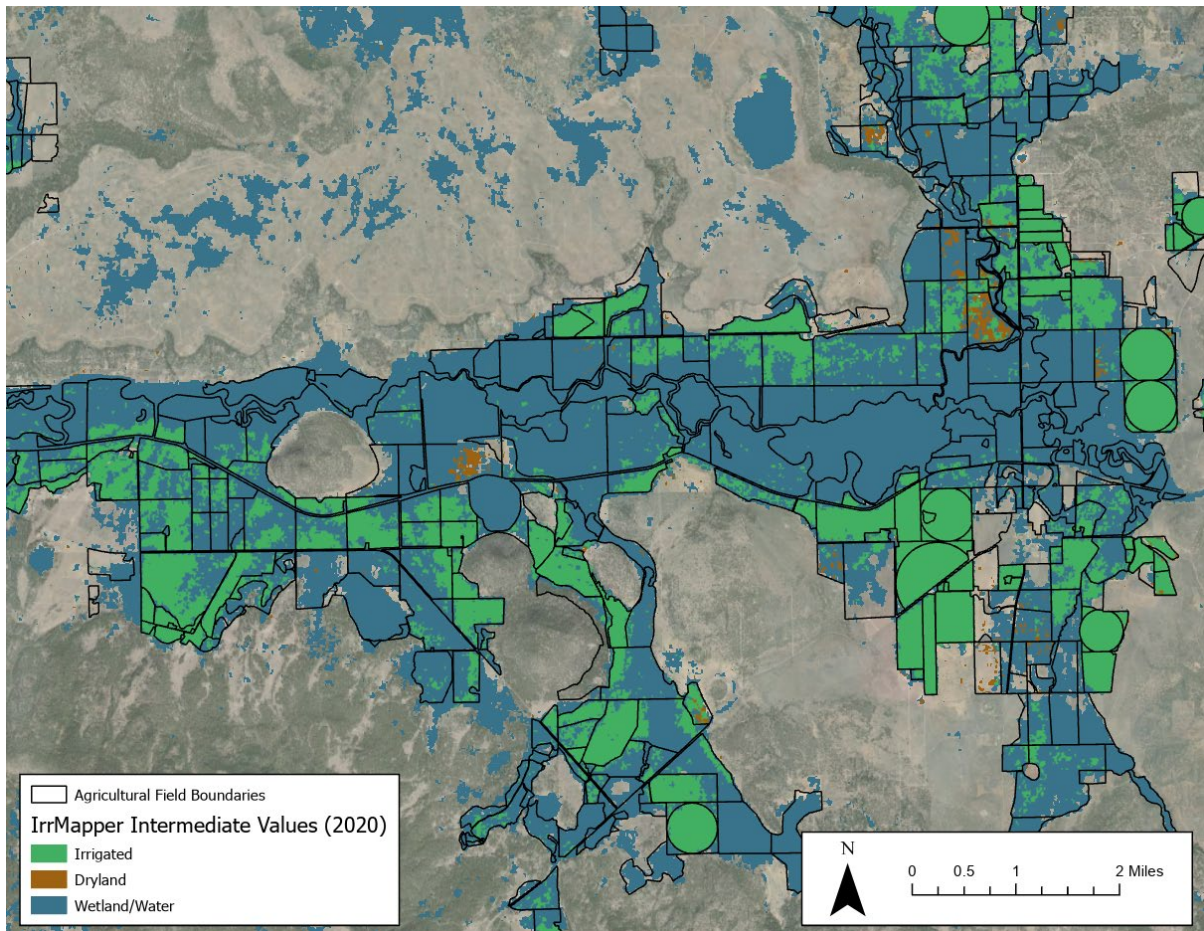 Agricultural Field Boundaries
IrrMapper Intermediate Values (2020)
Irrigated
Dryland
Wetland/Water
N
0 0.5 1 2 Miles